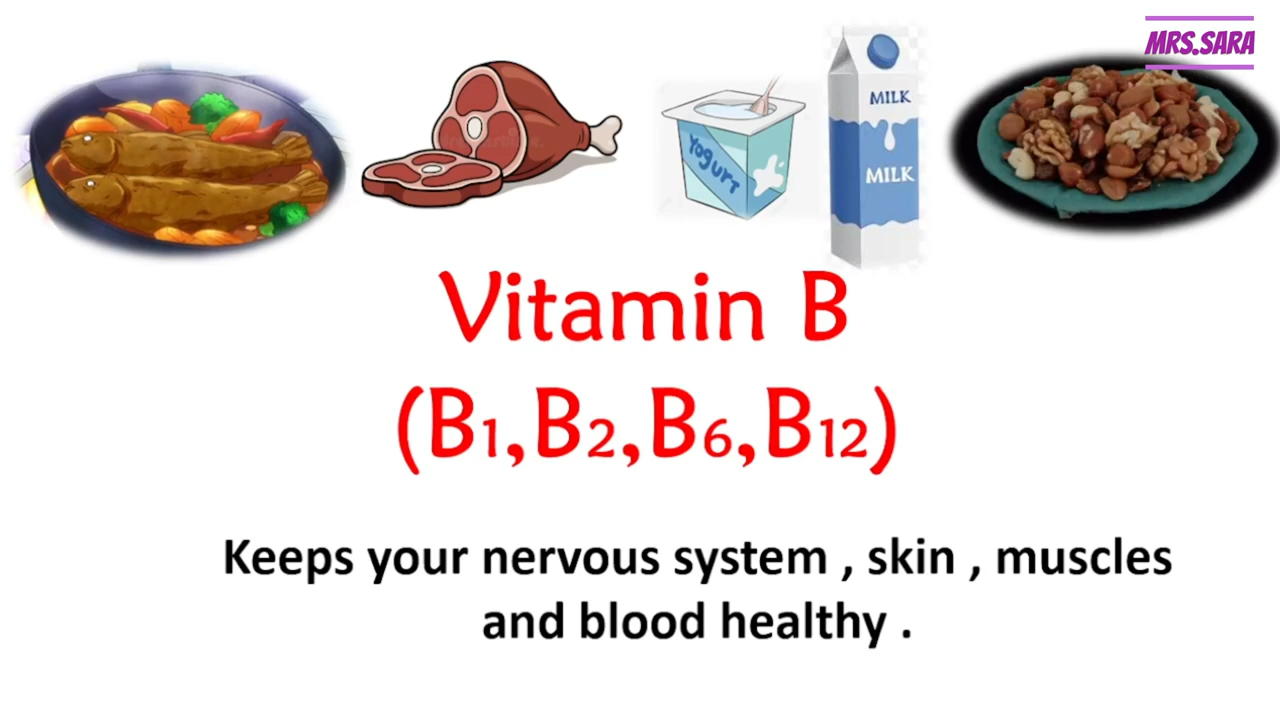 MRS.SARA
YOGURT
MILK
MILK
Vitamin B
(B1,B2,B6,B12)
Keeps your nervous system , skin , muscles
and blood healthy .